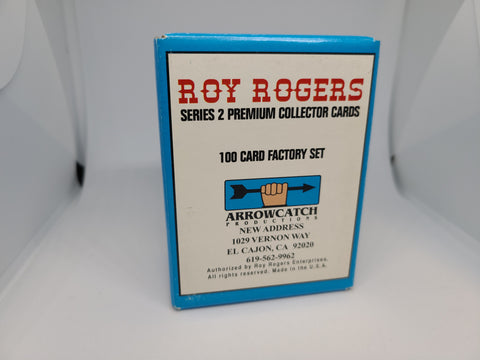 ROY ROGERS
SERIES 2 PREMIUM COLLECTOR CARDS
100 CARD FACTORY SET
ARROWCATCH
PRODUCTIONS
NEW ADDRESS
1029 VERNON WAY
EL CAJON, CA 92020
619-562-9962
Authorized by Roy Rogers Enterprises.
All rights reserved. Made in the U.S.A.